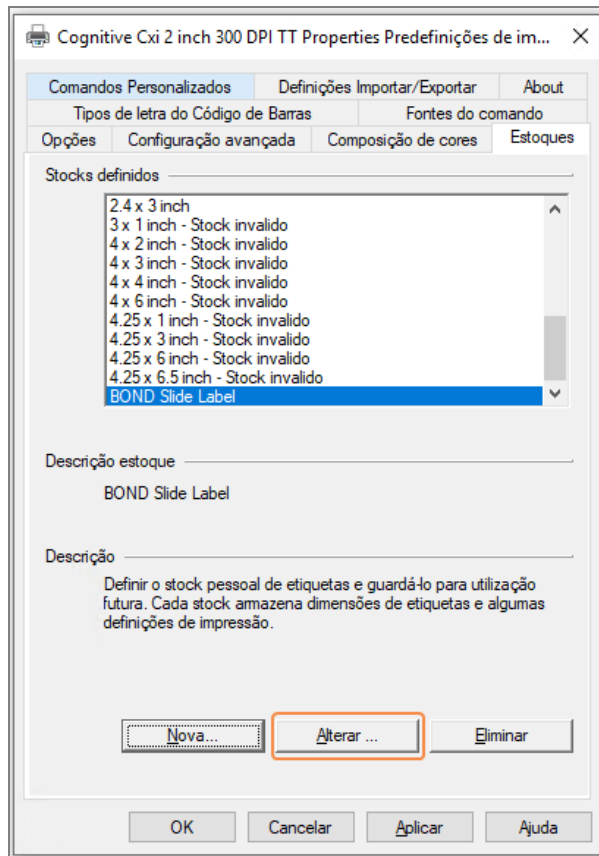 Cognitive Cxi 2 inch 300 DPI TT Properties Predefinições de im...
Comandos Personalizados Definições Importar/Exportar About
Tipos de letra do Código de Barras Fontes do comando
Opções Configuração avançada Composição de cores Estoques
Stocks definidos
2.4 x 3 inch
3 x 1 inch - Stock invalido
4 x 2 inch - Stock invalido
4 x 3 inch - Stock invalido
4 x 4 inch - Stock invalido
4 x 6 inch - Stock invalido
4.25 x 1 inch - Stock invalido
4.25 x 3 inch - Stock invalido
4.25 x 6 inch - Stock invalido
4.25 x 6.5 inch - Stock invalido
BOND Slide Label
Descrição estoque
BOND Slide Label
Descrição
Definir o stock pessoal de etiquetas e guardá-lo para utilização
futura. Cada stock armazena dimensões de etiquetas e algumas
definições de impressão.
Nova... Alterar ... Eliminar
OK Cancelar Aplicar Ajuda